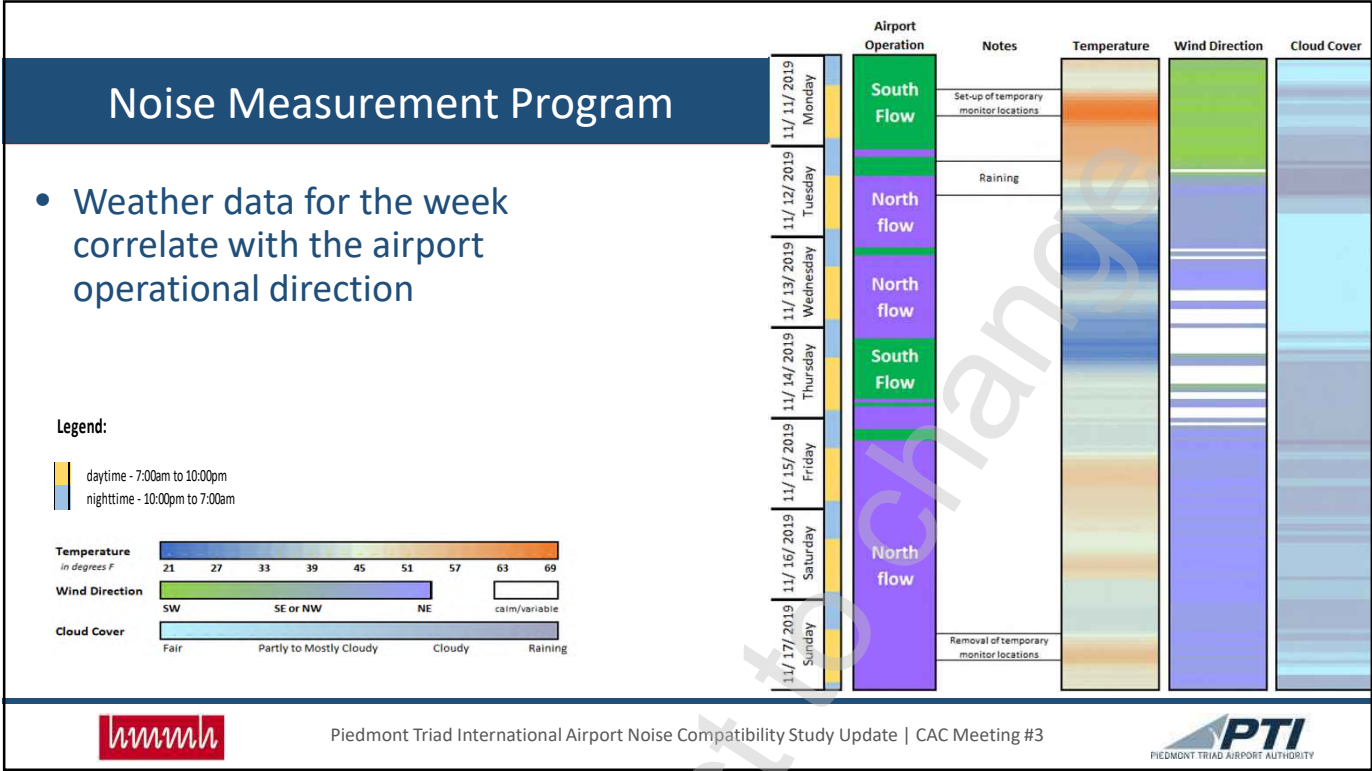 Noise Measurement Program
• Weather data for the week
correlate with the airport
operational direction
Legend:
daytime - 7:00am to 10:00pm
nighttime - 10:00pm to 7:00am
Temperature
in degrees F
21 27 33 39 45 51 57 63 69
Wind Direction
SW SE or NW NE calm/variable
Cloud Cover
Fair Partly to Mostly Cloudy Cloudy Raining
Airport
Operation Notes Temperature Wind Direction Cloud Cover
11/ 11/ 2019
Monday
South
Flow
Set-up of temporary
monitor locations
11/ 12/ 2019
Tuesday
Raining
North
flow
11/ 13/ 2019
Wednesday
North
flow
11/ 14/ 2019
Thursday
South
Flow
11/ 15/ 2019
Friday
11/ 16/ 2019
Saturday
North
flow
11/ 17/ 2019
Sunday
Removal of temporary
monitor locations
ct to change
hmmh
Piedmont Triad International Airport Noise Compatibility Study Update | CAC Meeting #3
PTI
PIEDMONT TRIAD AIRPORT AUTHORITY